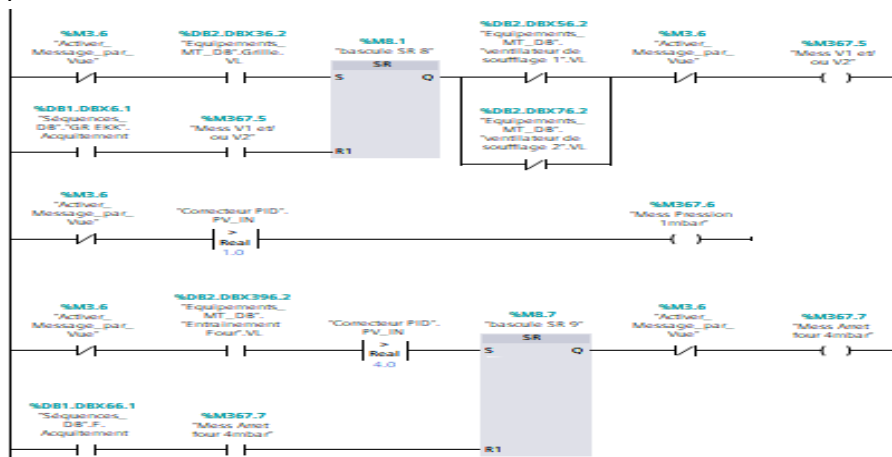 %M3.6
"Activer_
Message_par_
Vue"
%DB2.DBX36.2
"Equipements_
MT_DB".Grille.
VL
%M8.1
"bascule SR 8"
SR
S
Q
R1
%DB2.DBX56.2
"Equipements_
MT_DB".
"ventilateur de
soufflage 1".VL
%M3.6
"Activer_
Message_par_
Vue"
%M367.5
"Mess V1 et/
ou V2"
%DB1.DBX6.1
"Séquences_
DB"."GR EKK".
Acquitement
%M367.5
"Mess V1 et/
ou V2"
%DB2.DBX76.2
"Equipements_
MT_DB".
"ventilateur de
soufflage 2".VL
%M3.6
"Activer_
Message_par_
Vue"
"Correcteur PID".
PV_IN
>
Real
1.0
%M367.6
"Mess Pression
1mbar"
%M3.6
"Activer_
Message_par_
Vue"
%DB2.DBX396.2
"Equipements_
MT_DB".
"Entrainement
Four".VL
"Correcteur PID".
PV_IN
>
Real
4.0
%M8.7
"bascule SR 9"
SR
S
Q
R1
%M3.6
"Activer_
Message_par_
Vue"
%M367.7
"Mess Arret
four 4mbar"
%DB1.DBX66.1
"Séquences_
DB".F.
Acquitement
%M367.7
"Mess Arret
four 4mbar"